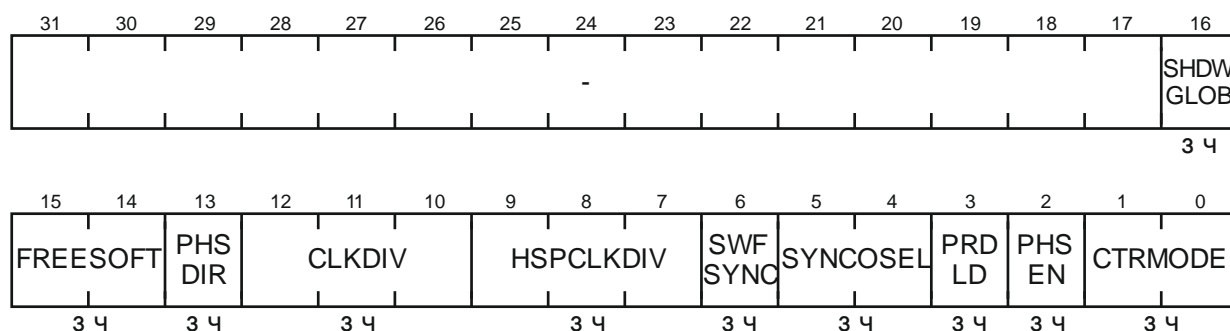 31 30 29 28 27 26 25 24 23 22 21 20 19 18 17 16
- SHDW
GLOB
З Ч
15 14 13 12 11 10 9 8 7 6 5 4 3 2 1 0
FREESOFT PHS DIR CLKDIV HSPCLKDIV SWF SYNC SYNCOSEL PRD LD PHS EN CTRMODE
З Ч З Ч З Ч З Ч З Ч З Ч З Ч З Ч З Ч